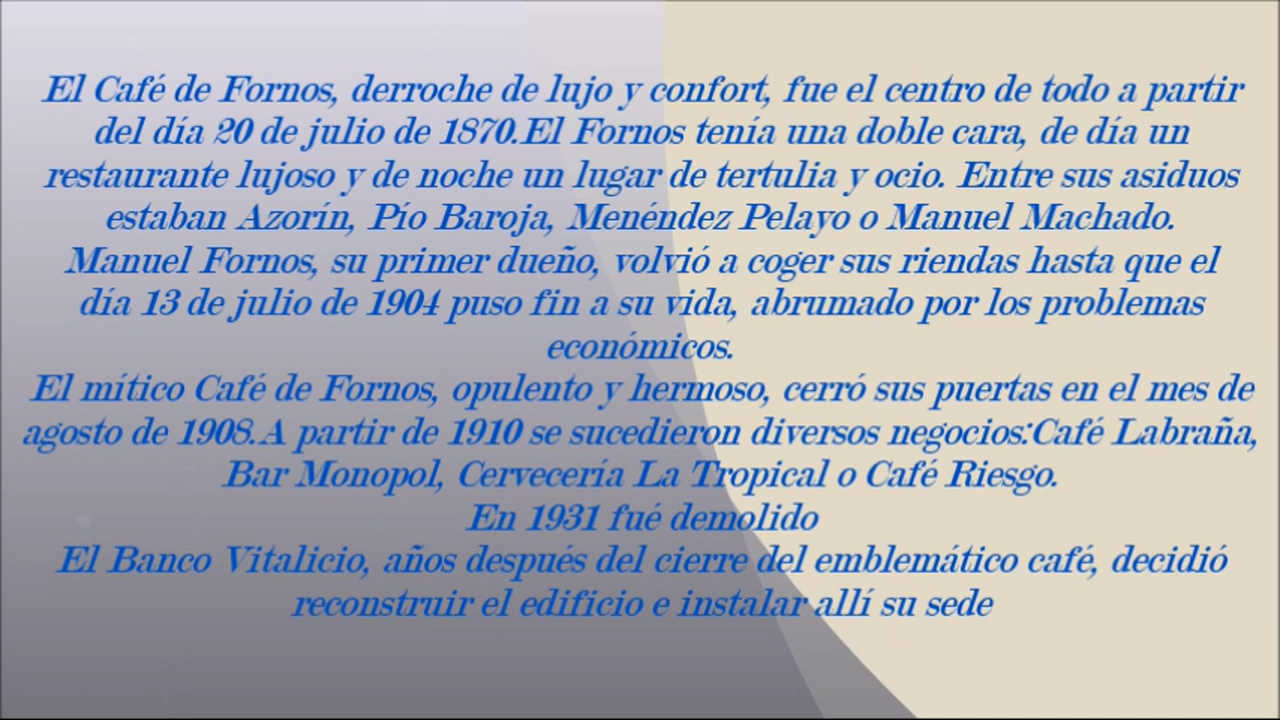 El Café de Fornos, derroche de lujo y confort, fue el centro de todo a partir
del día 20 de julio de 1870.El Fornos tenía una doble cara, de día un
restaurante lujoso y de noche un lugar de tertulia y ocio. Entre sus asiduos
estaban Azorín, Pío Baroja, Menéndez Pelayo o Manuel Machado.
Manuel Fornos, su primer dueño, volvió a coger sus riendas hasta que el
día 13 de julio de 1904 puso fin a su vida, abrumado por los problemas
económicos.
El mítico Café de Fornos, opulento y hermoso, cerró sus puertas en el mes de
agosto de 1908.A partir de 1910 se sucedieron diversos negocios:Café Labraña,
Bar Monopol, Cervecería La Tropical o Café Riesgo.
En 1931 fué demolido
El Banco Vitalicio, años después del cierre del emblemático café, decidió
reconstruir el edificio e instalar allí su sede